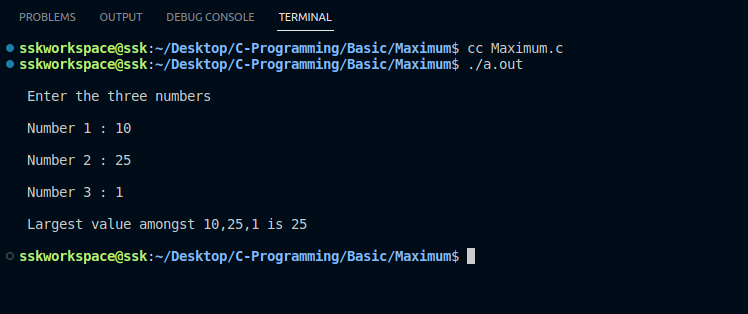 PROBLEMS OUTPUT DEBUG CONSOLE TERMINAL
sskworkspace@ssk:~/Desktop/C-Programming/Basic/Maximum$ cc Maximum.c
sskworkspace@ssk:~/Desktop/C-Programming/Basic/Maximum$ ./a.out
Enter the three numbers
Number 1 : 10
Number 2 : 25
Number 3 : 1
Largest value amongst 10,25,1 is 25
sskworkspace@ssk:~/Desktop/C-Programming/Basic/Maximum$